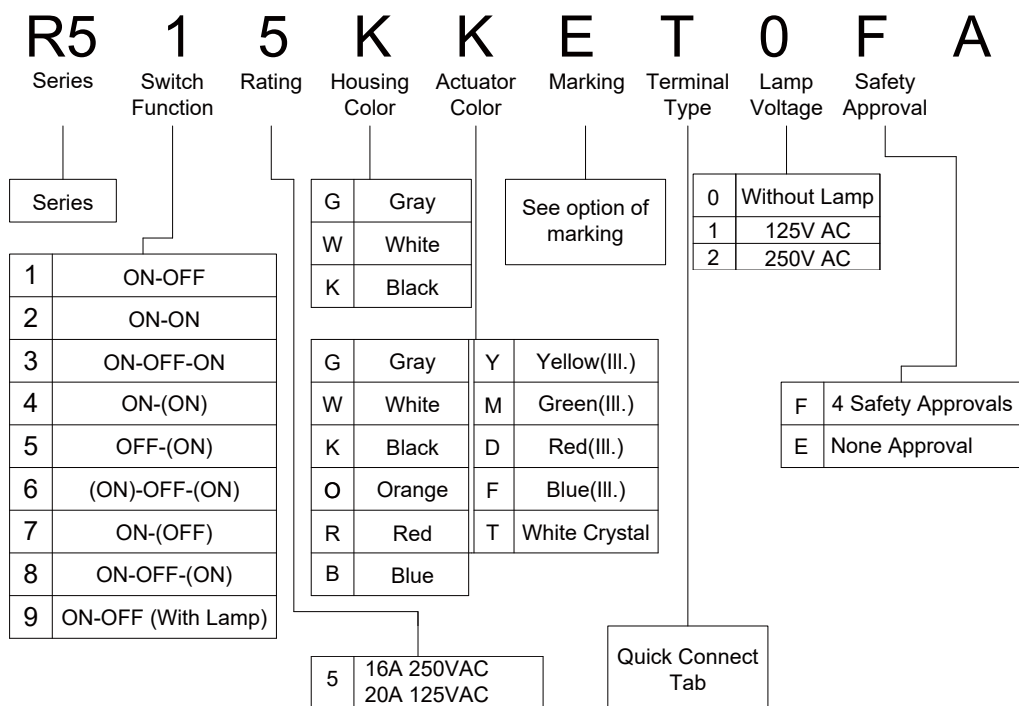 R5 1 5 K K E T 0 F A
Series Switch Function Rating Housing Color Actuator Color Marking Terminal Type Lamp Voltage Safety Approval
Series
1 ON-OFF
2 ON-ON
3 ON-OFF-ON
4 ON-(ON)
5 OFF-(ON)
6 (ON)-OFF-(ON)
7 ON-(OFF)
8 ON-OFF-(ON)
9 ON-OFF (With Lamp)
5 16A 250VAC
20A 125VAC
G Gray
W White
K Black
G Gray Y Yellow(Ill.)
W White M Green(Ill.)
K Black D Red(Ill.)
O Orange F Blue(Ill.)
R Red T White Crystal
B Blue
See option of
marking
Quick Connect
Tab
0 Without Lamp
1 125V AC
2 250V AC
F 4 Safety Approvals
E None Approval